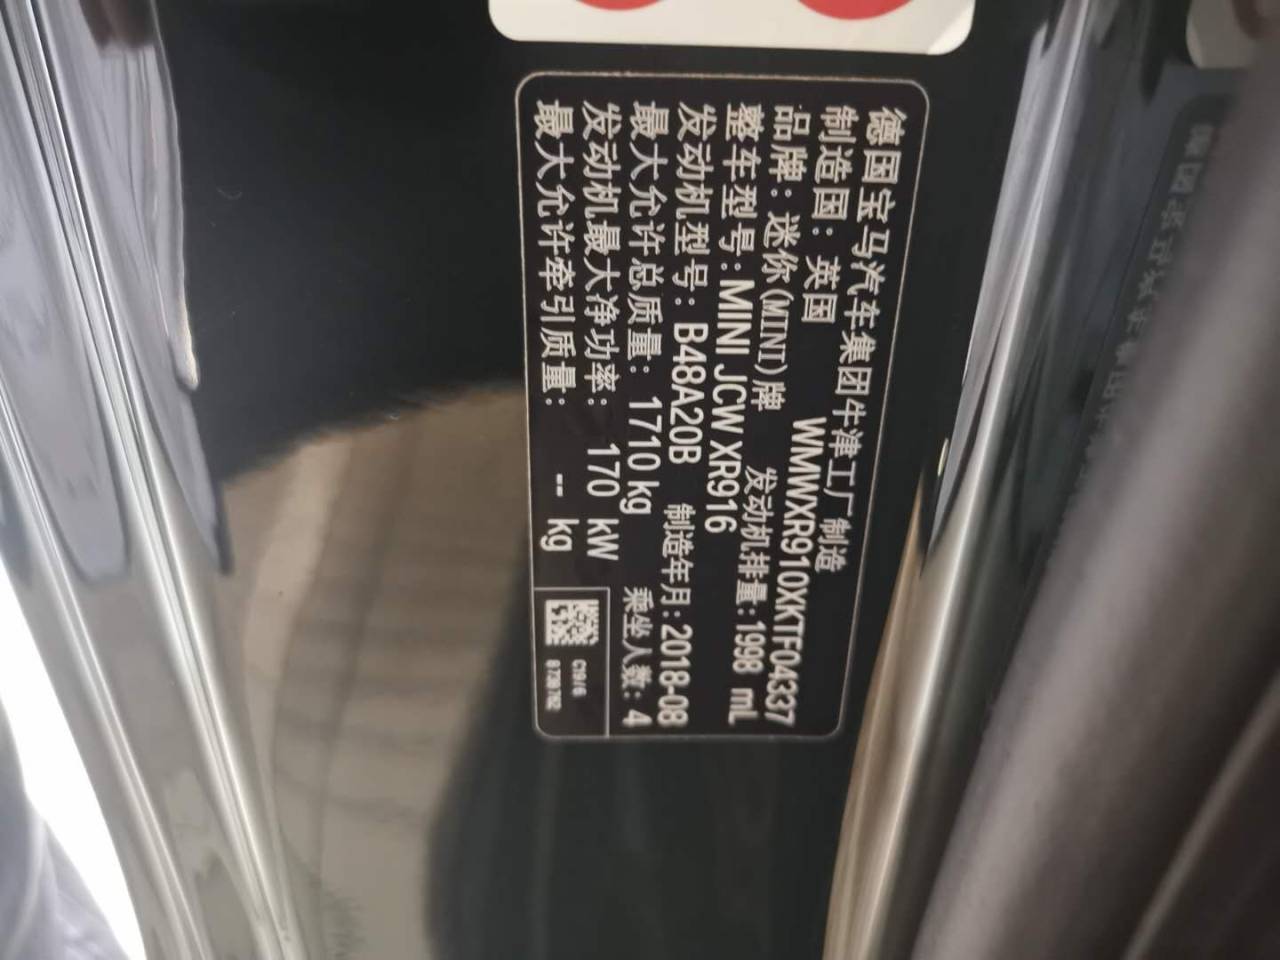 德国宝马汽车集团牛津工厂制造
制造国：英国 WMWXR910XKTF04337
品牌：迷你(MINI)牌 发动机排量：1998 mL
整车型号：MINI JCW XR916
发动机型号：B48A20B 制造年月：2018-08
最大允许总质量：1710 kg 乘坐人数：4
发动机最大净功率：170 kW
最大允许牵引质量：-- kg
C19/6
8738762